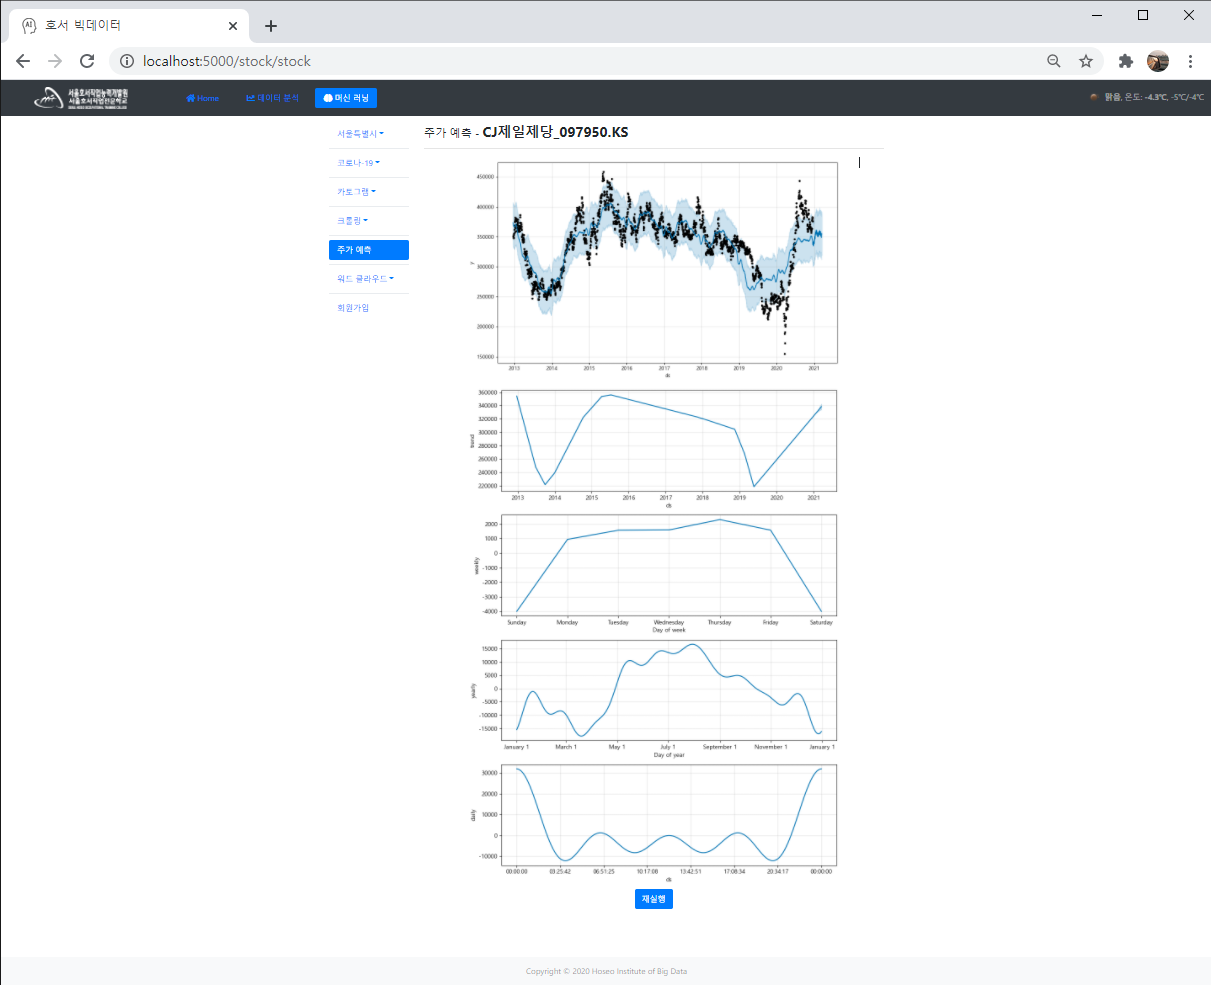 호서 빅데이터
localhost:5000/stock/stock
서울호서직업능력개발원
서울호서직업전문학교
Home 데이터 분석 머신 러닝
맑음, 온도: -4.3℃, -5℃/-4℃
서울특별시
코로나-19
카토그램
크롤링
주가 예측
워드 클라우드
회원가입
주가 예측 - CJ제일제당_097950.KS
450000
400000
350000
300000
250000
200000
150000
y
2013 2014 2015 2016 2017 2018 2019 2020 2021
ds
360000
340000
320000
300000
280000
260000
240000
220000
trend
2013 2014 2015 2016 2017 2018 2019 2020 2021
ds
2000
1000
0
-1000
-2000
-3000
-4000
weekly
Sunday Monday Tuesday Wednesday Thursday Friday Saturday
Day of week
15000
10000
5000
0
-5000
-10000
-15000
yearly
January 1 March 1 May 1 July 1 September 1 November 1 January 1
Day of year
30000
20000
10000
0
-10000
daily
00:00:00 03:25:42 06:51:25 10:17:08 13:42:51 17:08:34 20:34:17 00:00:00
ds
재실행
Copyright © 2020 Hoseo Institute of Big Data